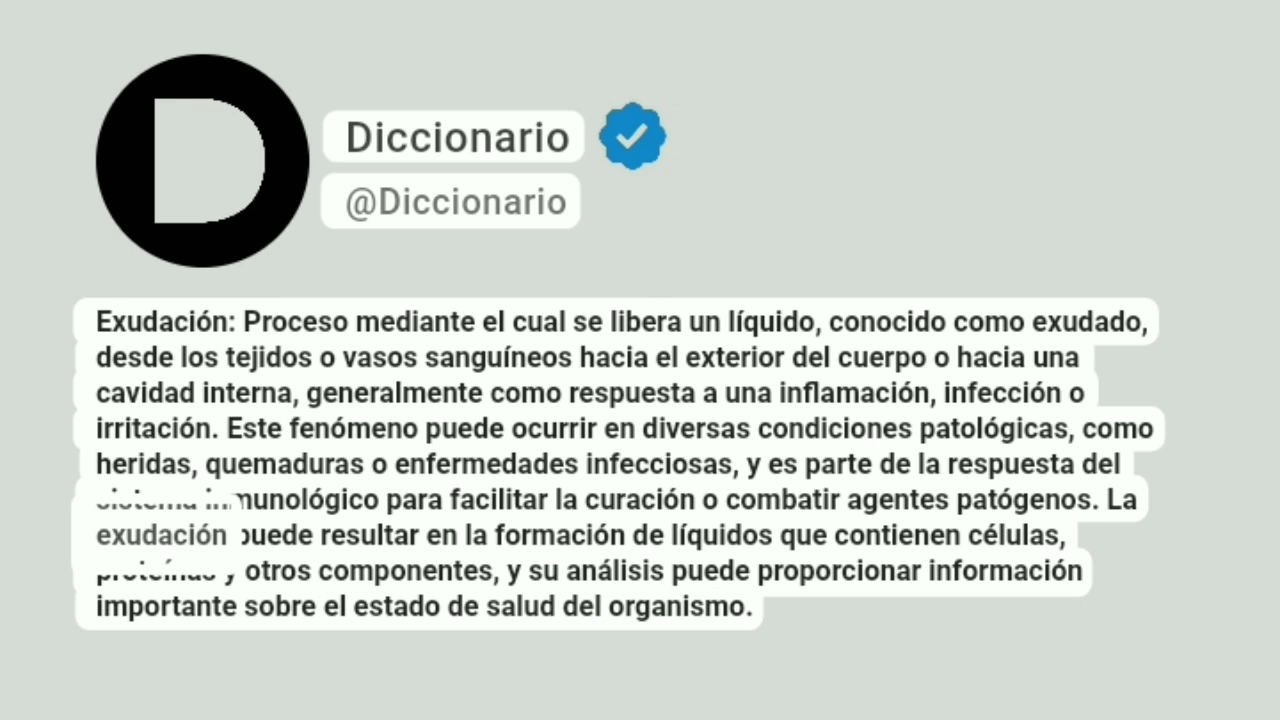 D
Diccionario
@Diccionario
Exudación: Proceso mediante el cual se libera un líquido, conocido como exudado,
desde los tejidos o vasos sanguíneos hacia el exterior del cuerpo o hacia una
cavidad interna, generalmente como respuesta a una inflamación, infección o
irritación. Este fenómeno puede ocurrir en diversas condiciones patológicas, como
heridas, quemaduras o enfermedades infecciosas, y es parte de la respuesta del
sistema inmunológico para facilitar la curación o combatir agentes patógenos. La
exudación puede resultar en la formación de líquidos que contienen células,
proteínas y otros componentes, y su análisis puede proporcionar información
importante sobre el estado de salud del organismo.